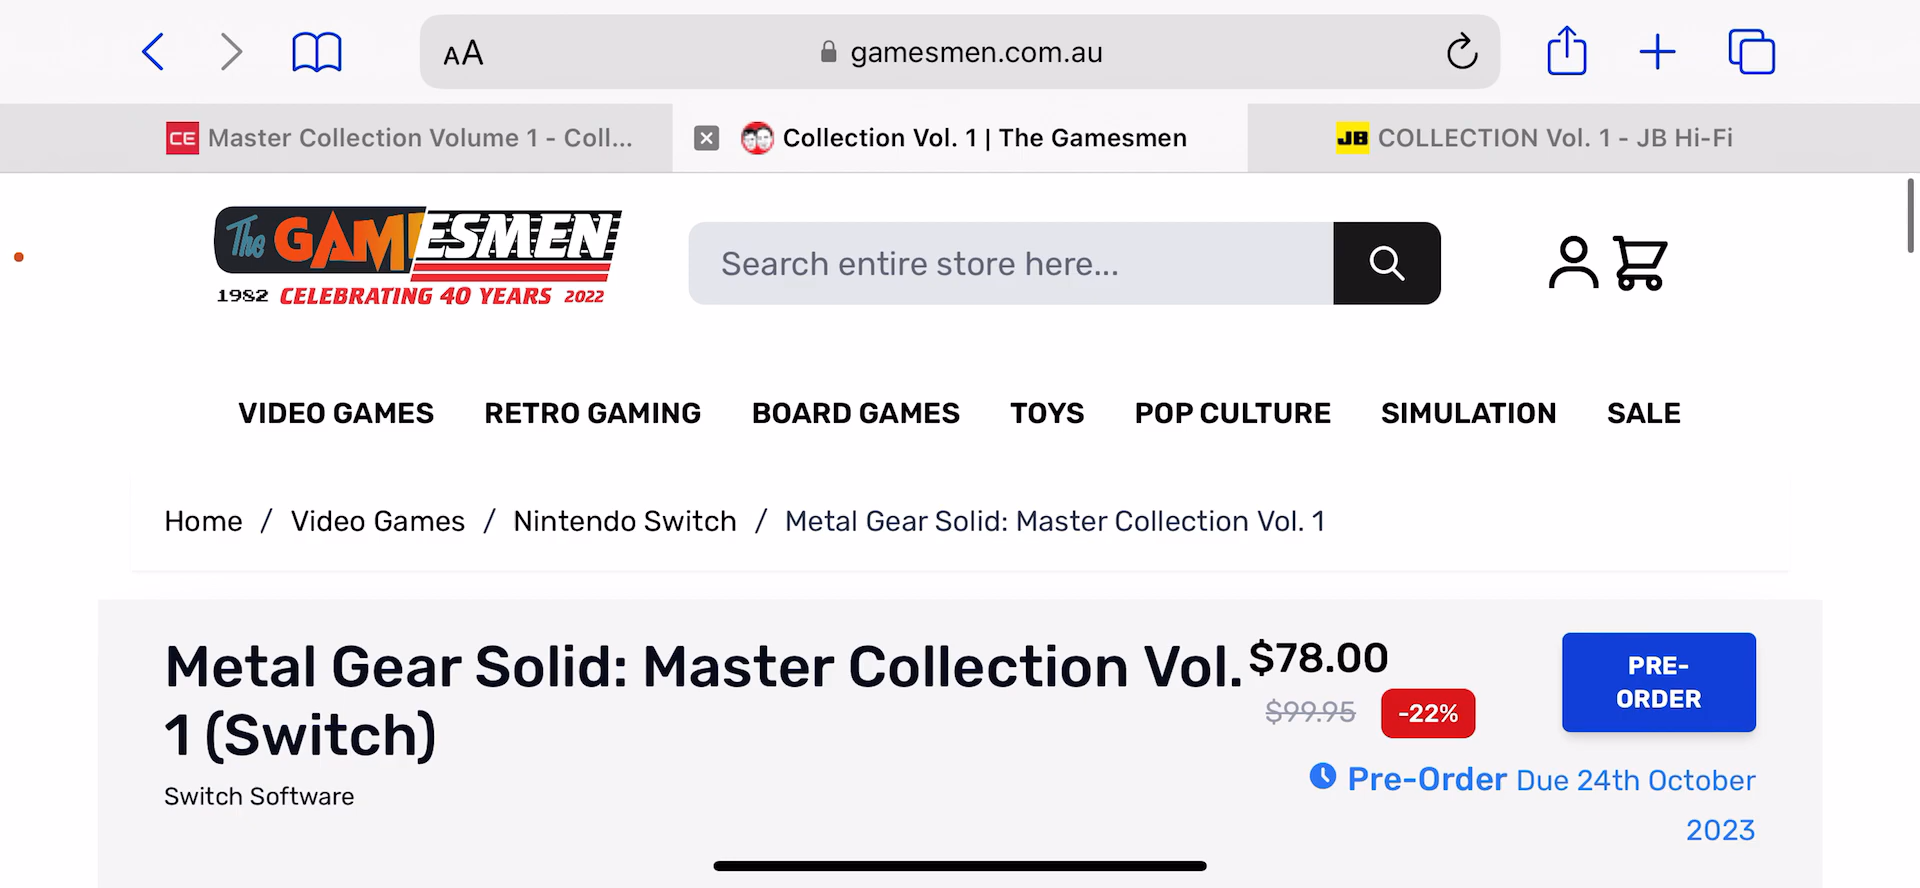 AA
gamesmen.com.au
CE Master Collection Volume 1 - Coll...
Collection Vol. 1 | The Gamesmen
JB COLLECTION Vol. 1 - JB Hi-Fi
The GAMESMEN
1982 CELEBRATING 40 YEARS 2022
Search entire store here...
VIDEO GAMES RETRO GAMING BOARD GAMES TOYS POP CULTURE SIMULATION SALE
Home / Video Games / Nintendo Switch / Metal Gear Solid: Master Collection Vol. 1
Metal Gear Solid: Master Collection Vol.
1 (Switch)
Switch Software
$78.00
$99.95 -22%
PRE-
ORDER
Pre-Order Due 24th October
2023